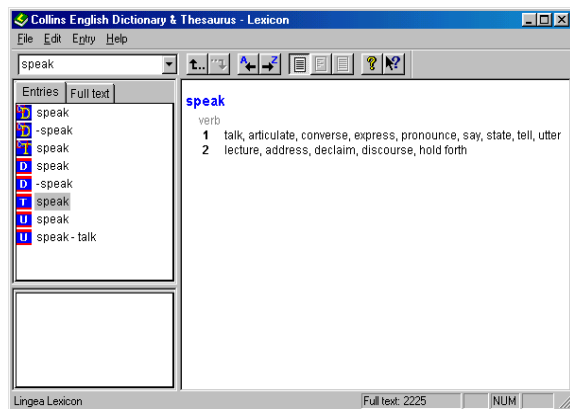 Collins English Dictionary & Thesaurus - Lexicon
File Edit Entry Help
speak
Entries Full text
speak
-speak
speak
speak
-speak
speak
speak
speak - talk
speak
verb
1 talk, articulate, converse, express, pronounce, say, state, tell, utter
2 lecture, address, declaim, discourse, hold forth
Lingea Lexicon Full text: 2225 NUM